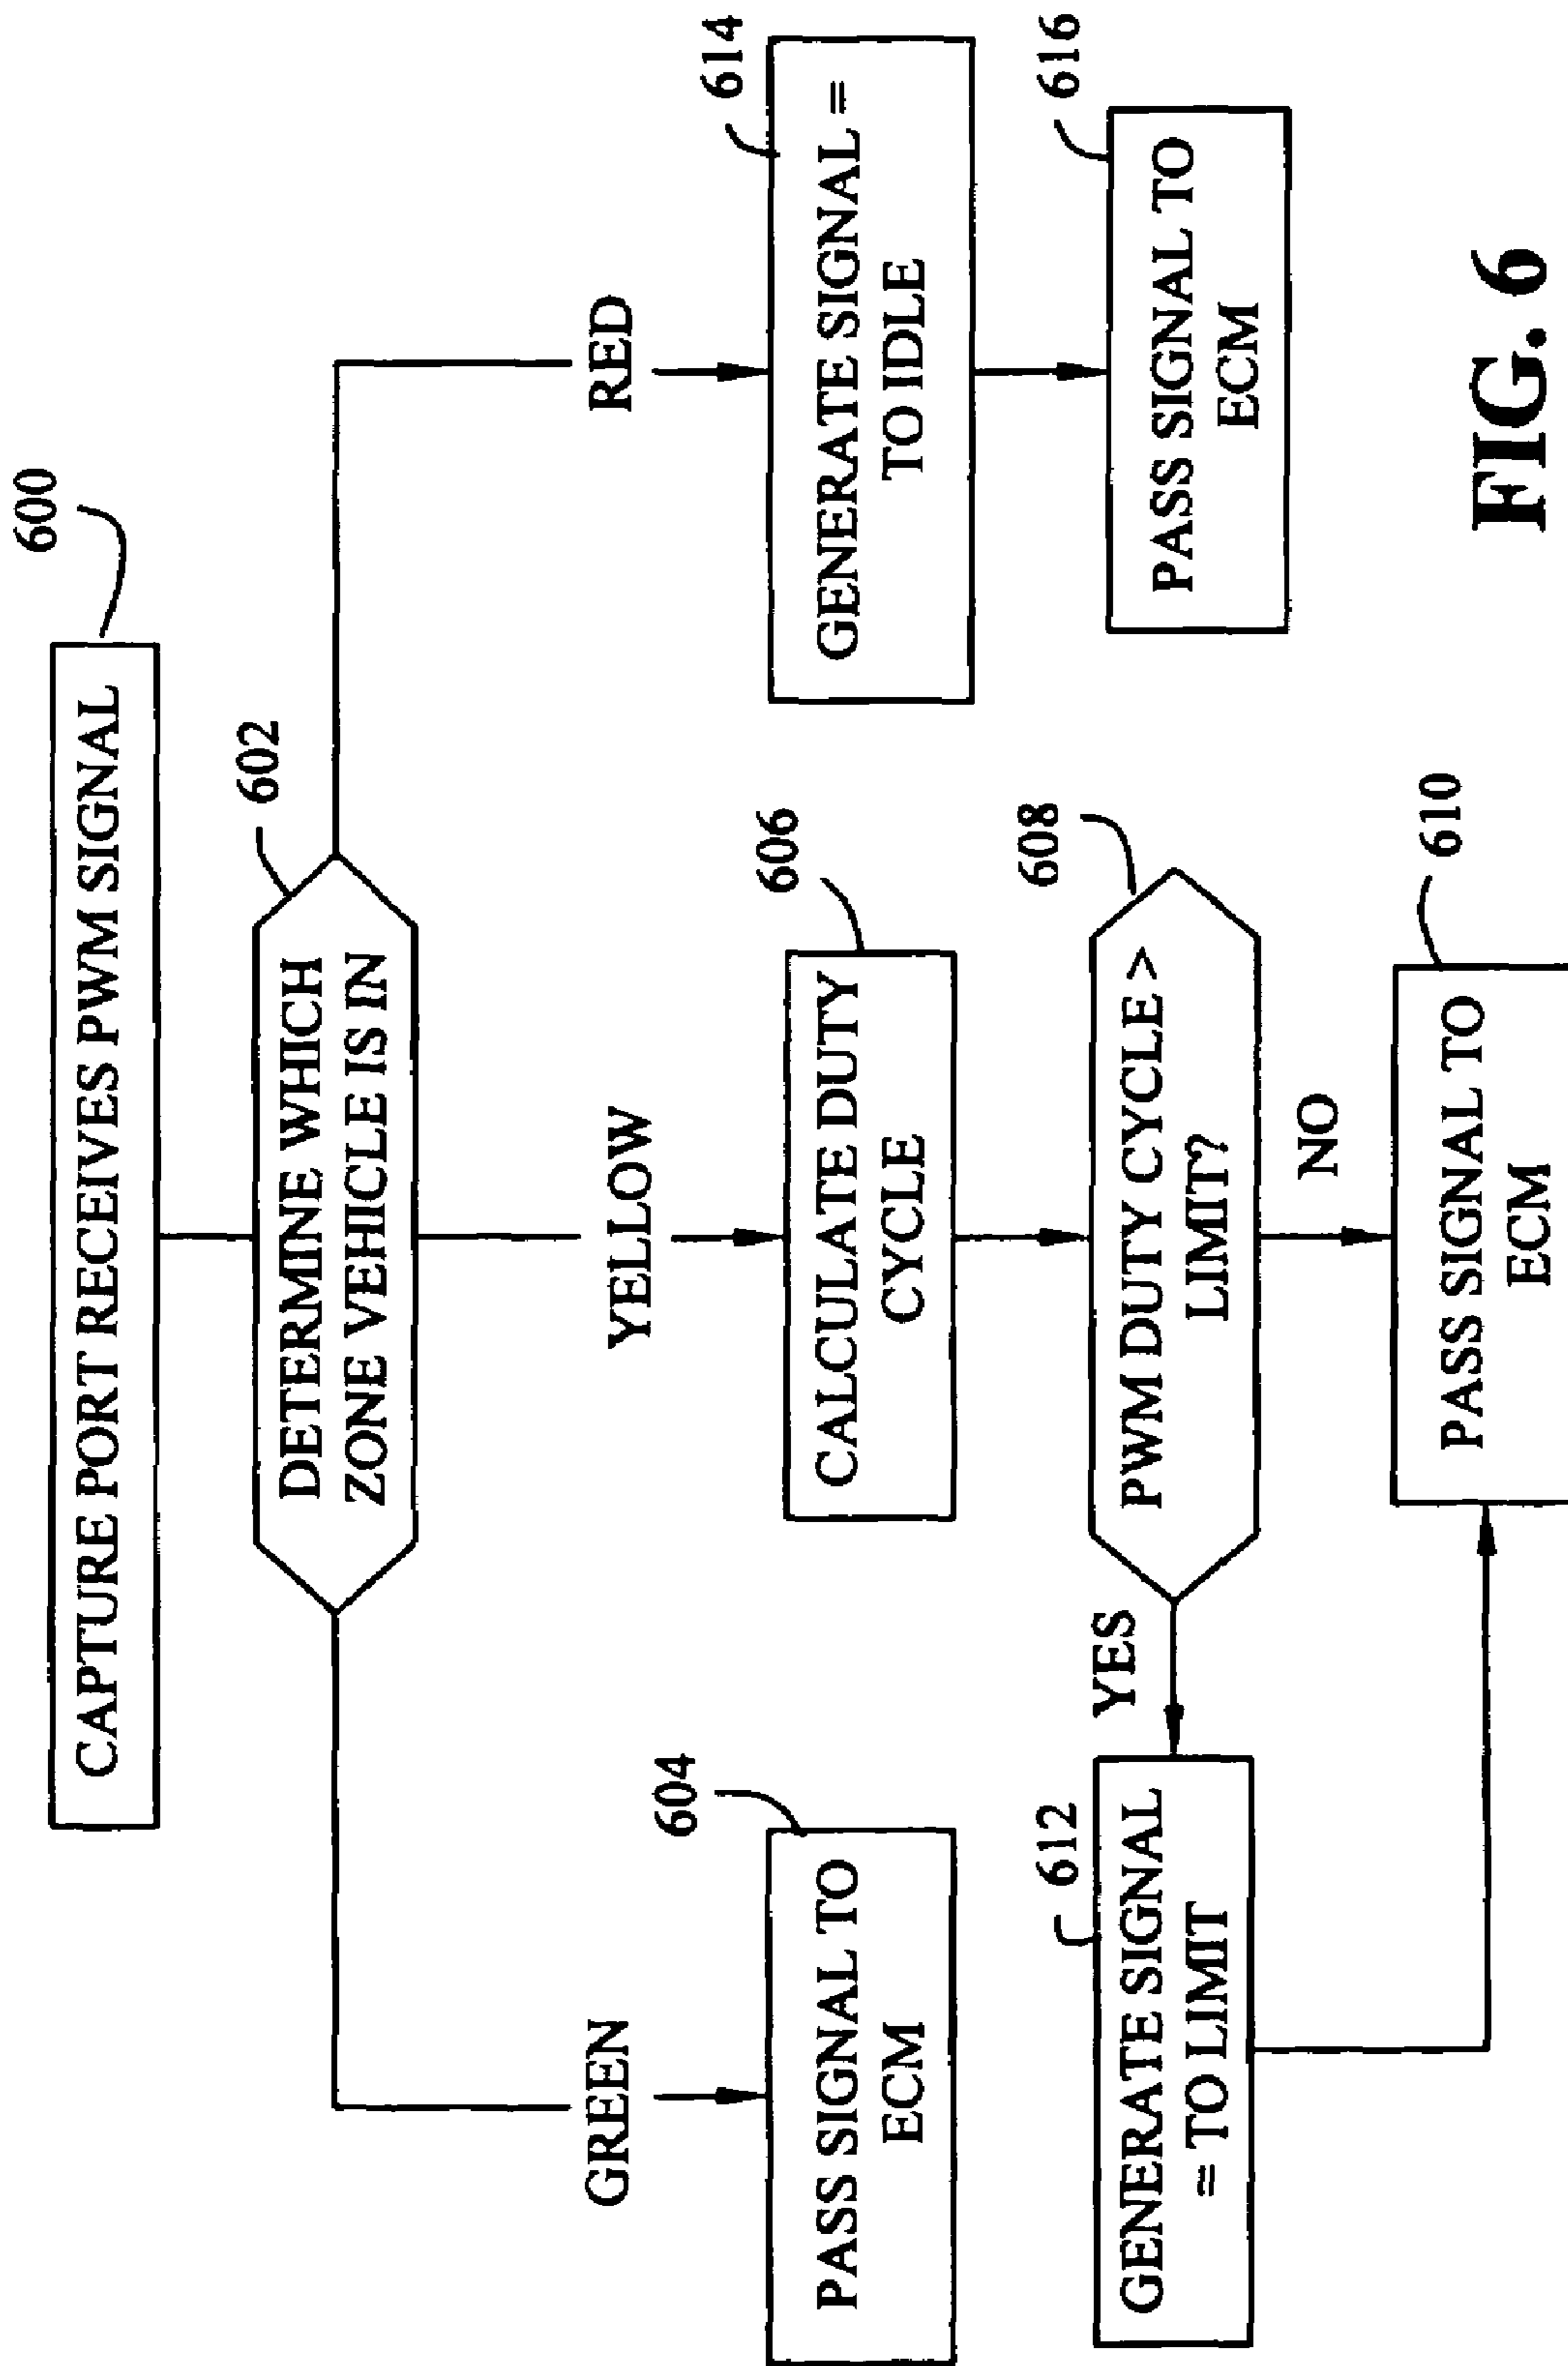 600
CAPTURE PORT RECEIVES PWM SIGNAL
602
DETERMINE WHICH
ZONE VEHICLE IS IN
GREEN
YELLOW
RED
604
PASS SIGNAL TO
ECM
606
CALCULATE DUTY
CYCLE
614
GENERATE SIGNAL =
TO IDLE
612
GENERATE SIGNAL
= TO LIMIT
YES
608
PWM DUTY CYCLE >
LIMIT?
NO
616
PASS SIGNAL TO
ECM
610
PASS SIGNAL TO
ECM
FIG. 6